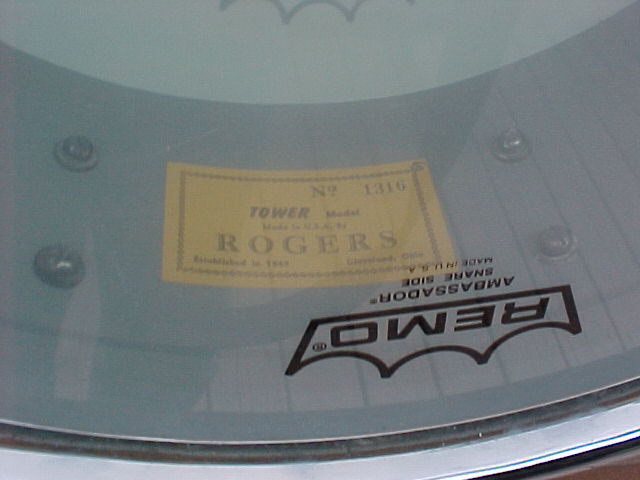 Nº 1316
TOWER Model
Made in U.S.A. by
ROGERS
Established in 1849 Cleveland, Ohio
REMO®
AMBASSADOR®
SNARE SIDE
MADE IN U.S.A